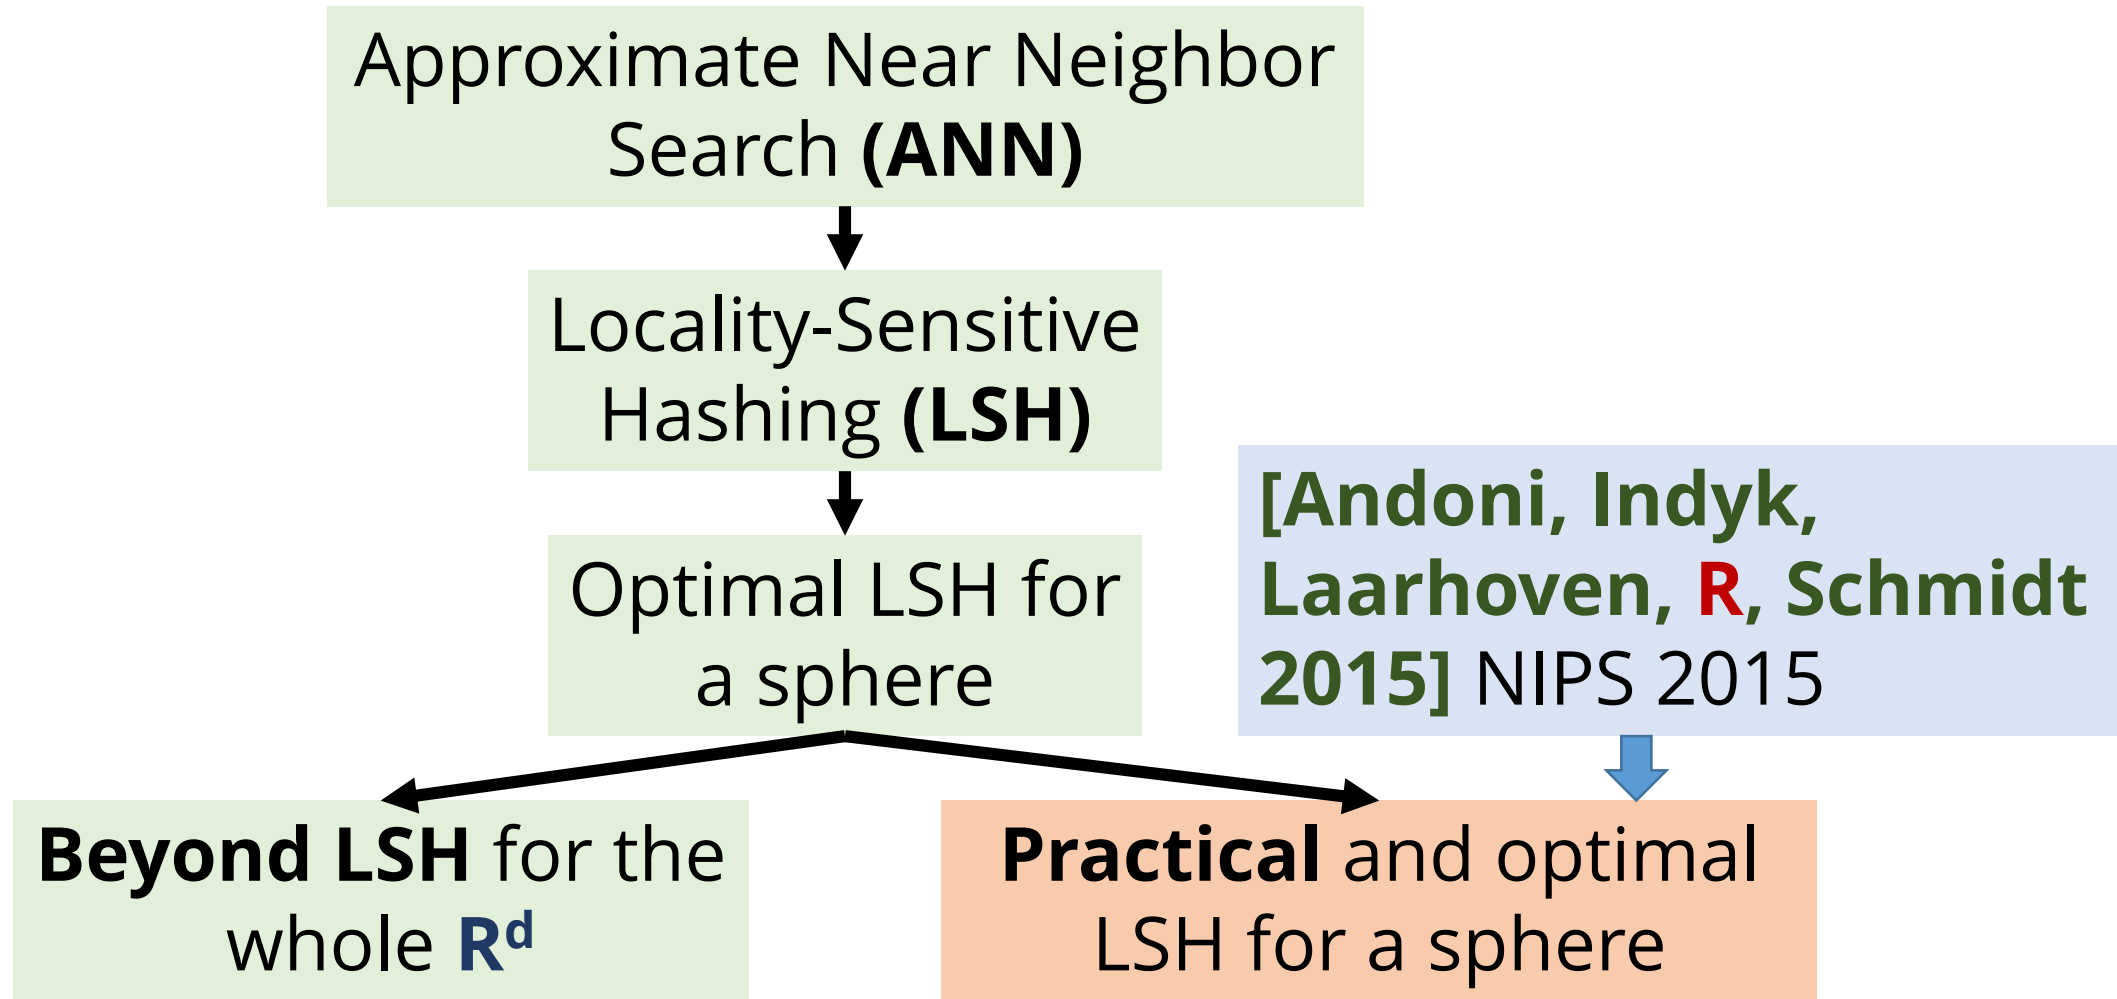 Approximate Near Neighbor
Search (ANN)
Locality-Sensitive
Hashing (LSH)
Optimal LSH for
a sphere
[Andoni, Indyk,
Laarhoven, R, Schmidt
2015] NIPS 2015
Beyond LSH for the
whole R^d
Practical and optimal
LSH for a sphere